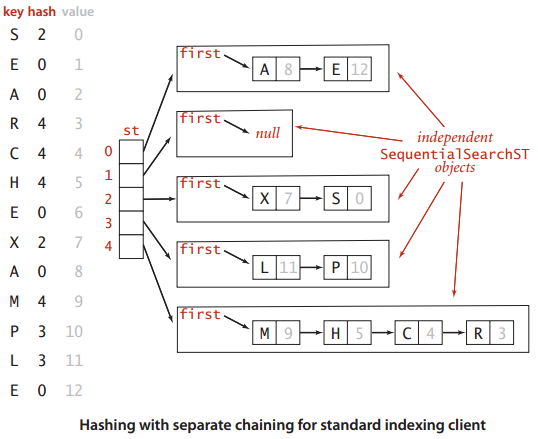 key hash value
S 2 0
E 0 1
A 0 2
R 4 3
C 4 4
H 4 5
E 0 6
X 2 7
A 0 8
M 4 9
P 3 10
L 3 11
E 0 12
st
0
1
2
3
4
first
A 8 E 12
first
null
first
X 7 S 0
first
L 11 P 10
first
M 9 H 5 C 4 R 3
independent
SequentialSearchST
objects
Hashing with separate chaining for standard indexing client